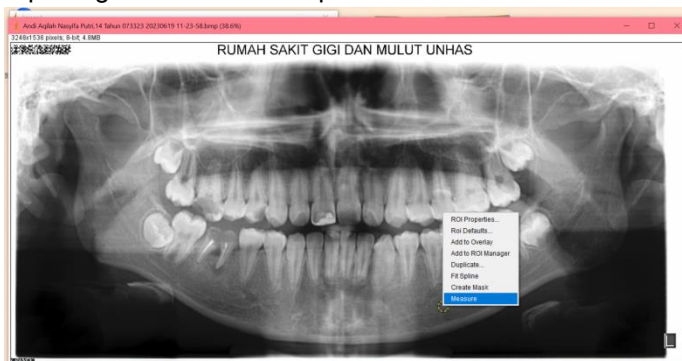 Andi Aqilah Nasylfa Putri,14 Tahun 073323 20230619 11-23-58.bmp (38.6%)
3248x1536 pixels; 8-bit; 4.8MB
RUMAH SAKIT GIGI DAN MULUT UNHAS
ROI Properties...
Roi Defaults...
Add to Overlay
Add to ROI Manager
Duplicate...
Fit Spline
Create Mask
Measure